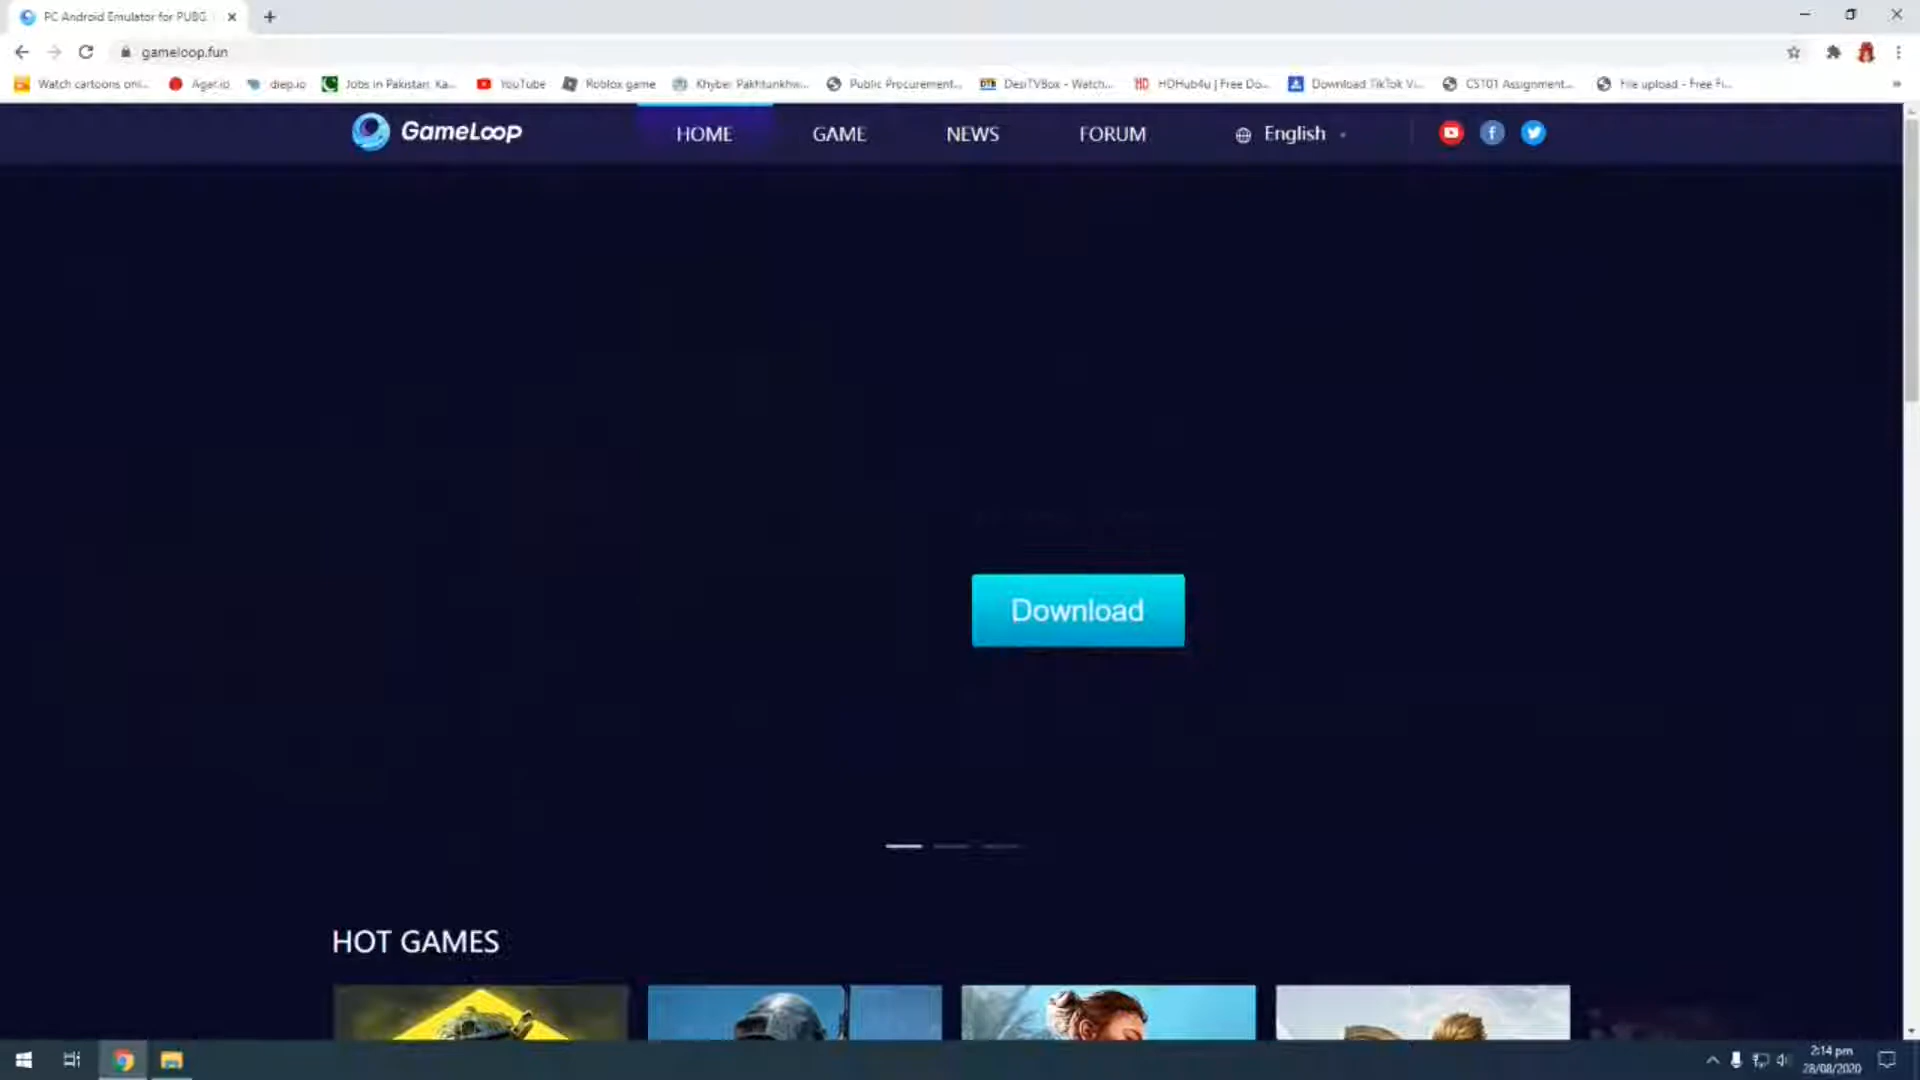 PC Android Emulator for PUBG
gameloop.fun
Watch cartoons onli...
Agar.io
diep.io
Jobs in Pakistan: Ka...
YouTube
Roblox game
Khyber Pakhtunkhw...
Public Procurement...
DesiTVBox - Watch...
HDHub4u | Free Do...
Download TikTok V...
CS101 Assignment...
File upload - Free Fi...
GameLoop
HOME
GAME
NEWS
FORUM
English
Download
HOT GAMES
2:14 pm
28/08/2020